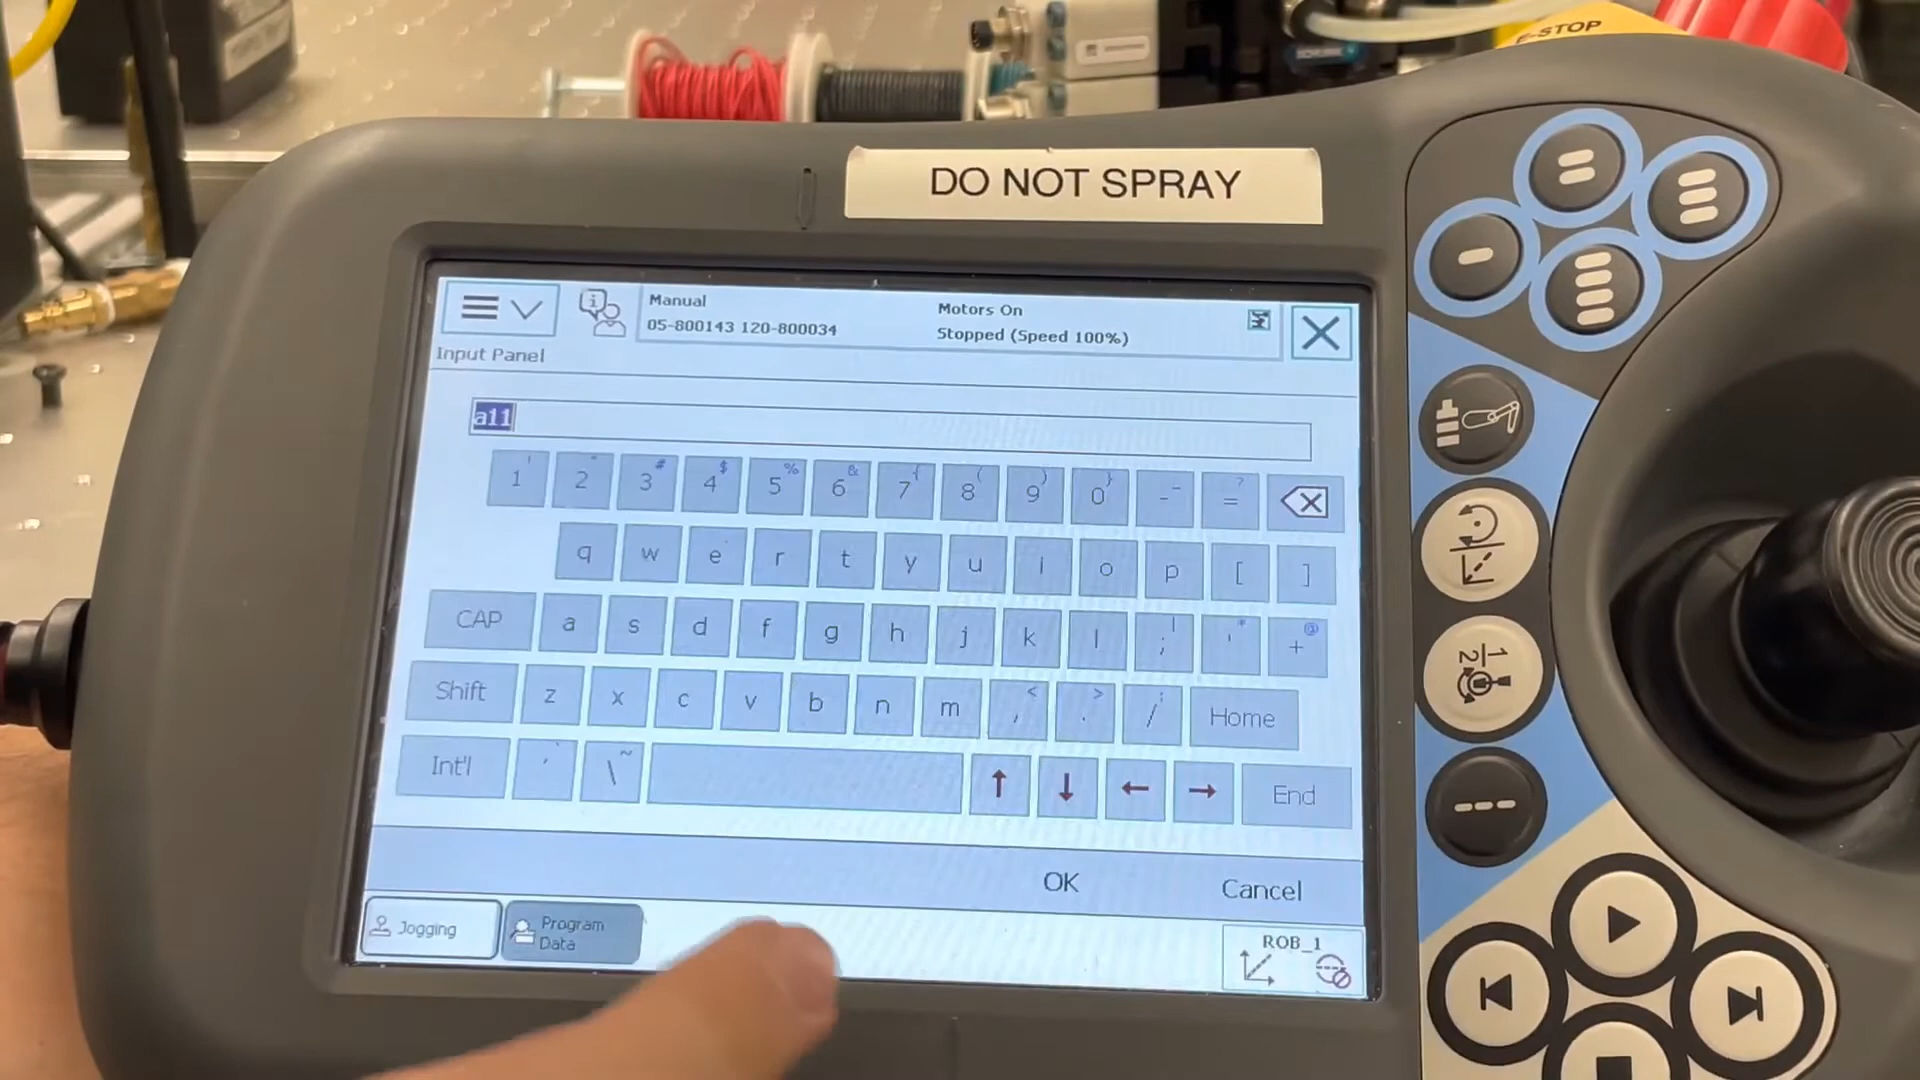 E-STOP
DO NOT SPRAY
Manual
05-800143 120-800034
Motors On
Stopped (Speed 100%)
Input Panel
a11
1 ! 2 " 3 # 4 $ 5 % 6 & 7 { 8 ( 9 ) 0 } - _ = ?
q w e r t y u i o p [ ]
CAP a s d f g h j k l ; | ' * + @
Shift z x c v b n m , < . > / : Home
Int'l ´ \ ~ ↑ ↓ ← → End
OK Cancel
Jogging
Program
Data
ROB_1
1
2